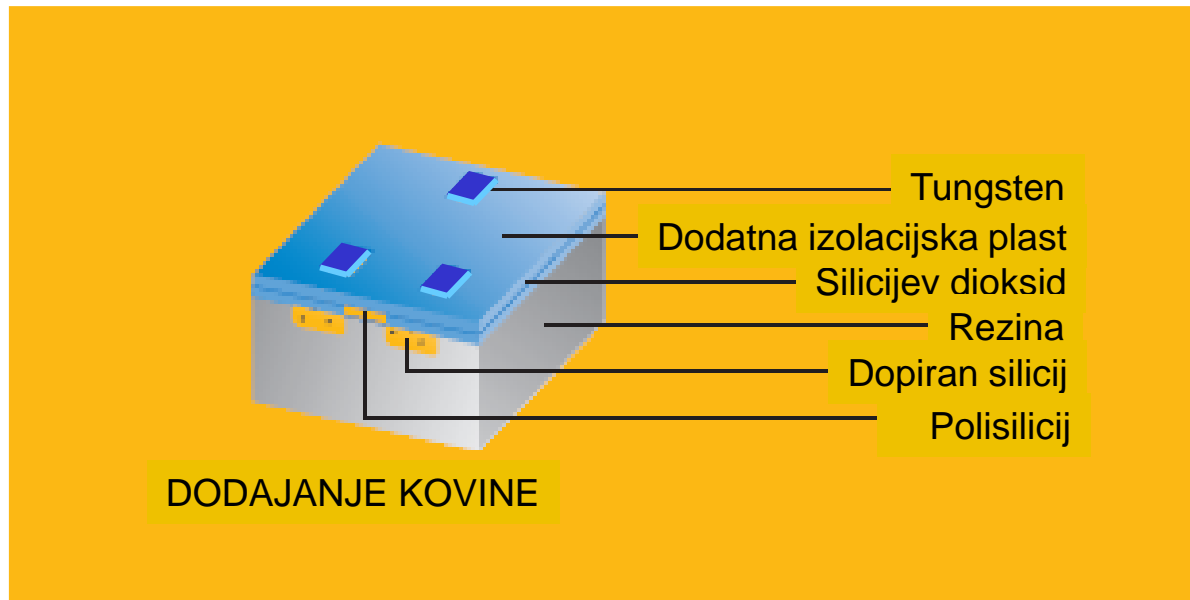 Tungsten
Dodatna izolacijska plast
Silicijev dioksid
Rezina
Dopiran silicij
Polisilicij
DODAJANJE KOVINE